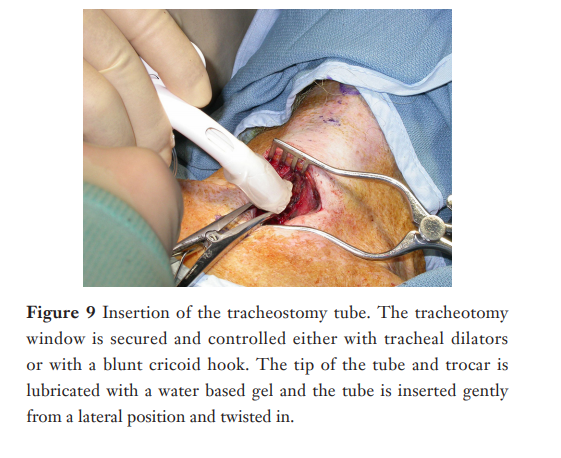 Figure 9 Insertion of the tracheostomy tube. The tracheotomy
window is secured and controlled either with tracheal dilators
or with a blunt cricoid hook. The tip of the tube and trocar is
lubricated with a water based gel and the tube is inserted gently
from a lateral position and twisted in.